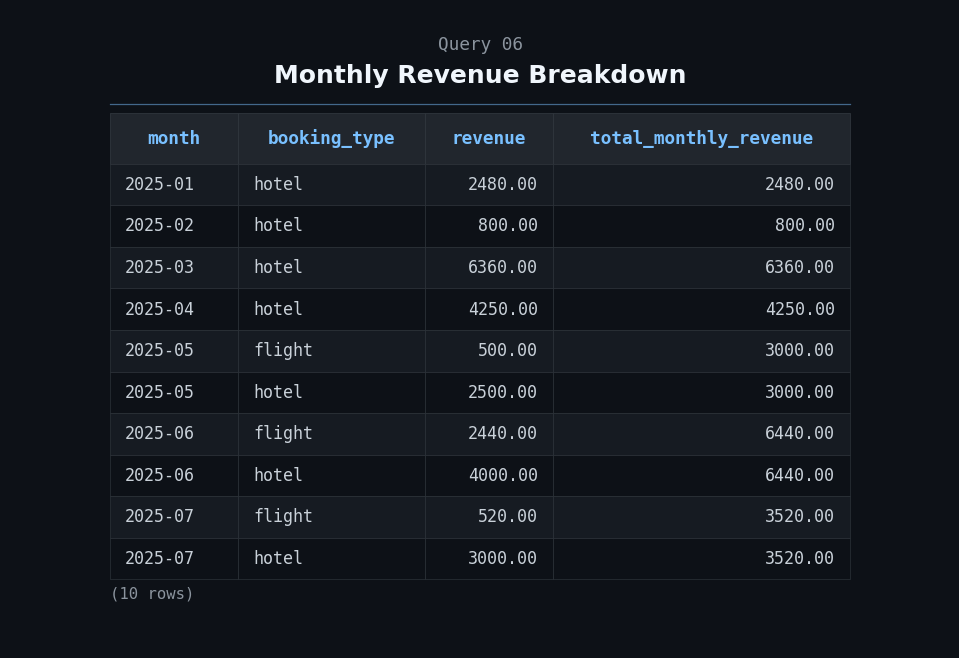 Query 06
Monthly Revenue Breakdown
month booking_type revenue total_monthly_revenue
2025-01 hotel 2480.00 2480.00
2025-02 hotel 800.00 800.00
2025-03 hotel 6360.00 6360.00
2025-04 hotel 4250.00 4250.00
2025-05 flight 500.00 3000.00
2025-05 hotel 2500.00 3000.00
2025-06 flight 2440.00 6440.00
2025-06 hotel 4000.00 6440.00
2025-07 flight 520.00 3520.00
2025-07 hotel 3000.00 3520.00
(10 rows)